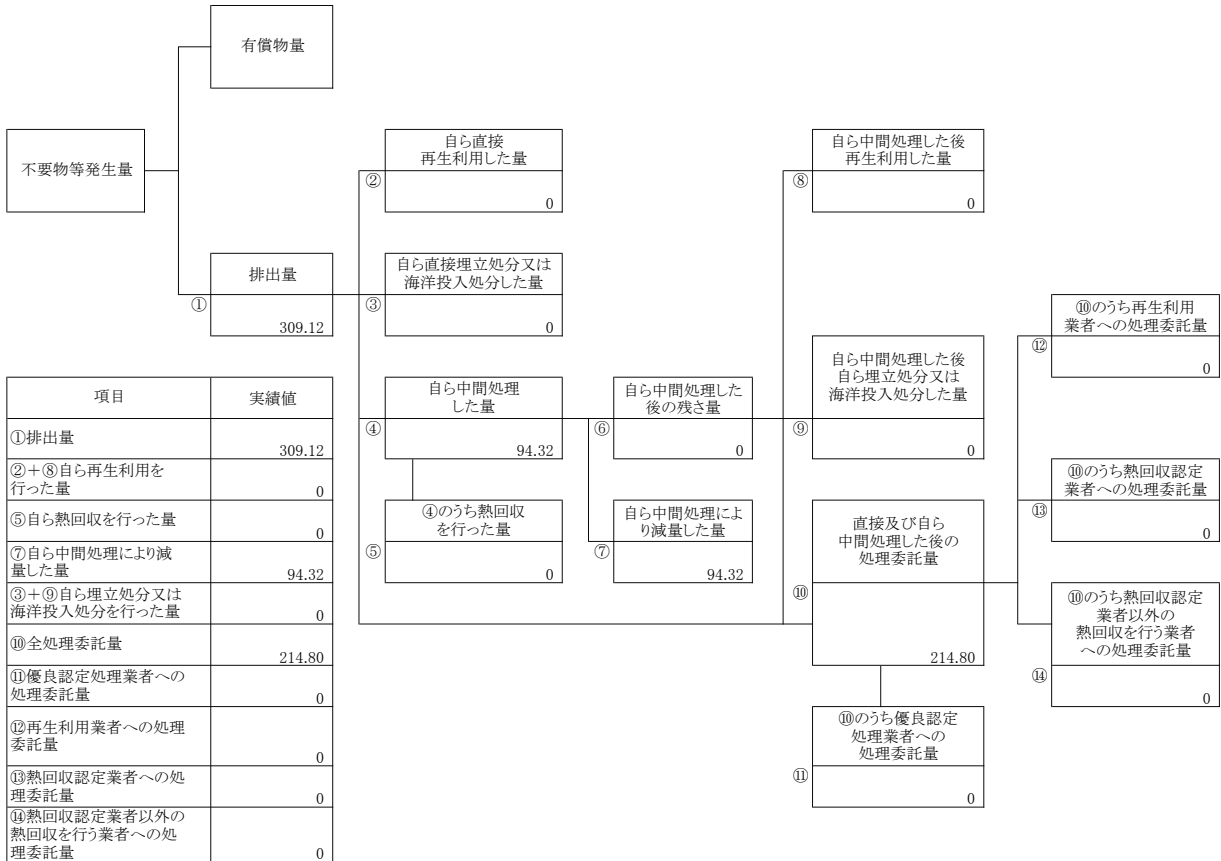 有償物量
不要物等発生量
自ら直接
再生利用した量
②
0
自ら中間処理した後
再生利用した量
⑧
0
排出量
①
309.12
自ら直接埋立処分又は
海洋投入処分した量
③
0
⑩のうち再生利用
業者への処理委託量
⑫
0
自ら中間処理
した量
④
94.32
自ら中間処理した
後の残さ量
⑥
0
自ら中間処理した後
自ら埋立処分又は
海洋投入処分した量
⑨
0
⑩のうち熱回収認定
業者への処理委託量
⑬
0
④のうち熱回収
を行った量
⑤
0
自ら中間処理によ
り減量した量
⑦
94.32
直接及び自ら
中間処理した後の
処理委託量
⑩
214.80
⑩のうち熱回収認定
業者以外の
熱回収を行う業者
への処理委託量
⑭
0
⑩のうち優良認定
処理業者への
処理委託量
⑪
0
項目 実績値
①排出量
309.12
②+⑧自ら再生利用を
行った量
0
⑤自ら熱回収を行った量
0
⑦自ら中間処理により減
量した量
94.32
③+⑨自ら埋立処分又は
海洋投入処分を行った量
0
⑩全処理委託量
214.80
⑪優良認定処理業者への
処理委託量
0
⑫再生利用業者への処理
委託量
0
⑬熱回収認定業者への処
理委託量
0
⑭熱回収認定業者以外の
熱回収を行う業者への処
理委託量
0